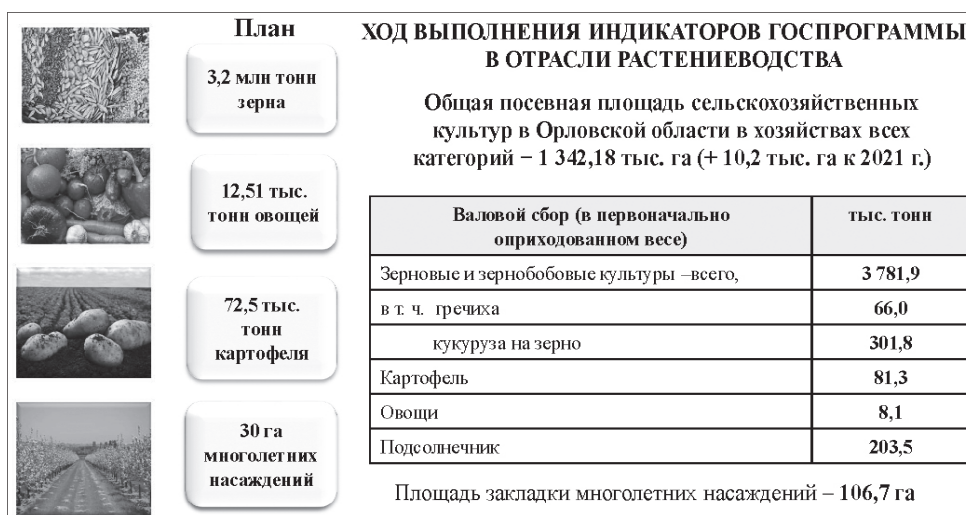 План
3,2 млн тонн
зерна
12,51 тыс.
тонн овощей
72,5 тыс.
тонн
картофеля
30 га
многолетних
насаждений
ХОД ВЫПОЛНЕНИЯ ИНДИКАТОРОВ ГОСПРОГРАММЫ
В ОТРАСЛИ РАСТЕНИЕВОДСТВА
Общая посевная площадь сельскохозяйственных
культур в Орловской области в хозяйствах всех
категорий − 1 342,18 тыс. га (+ 10,2 тыс. га к 2021 г.)
Валовой сбор (в первоначально
оприходованном весе)
тыс. тонн
Зерновые и зернобобовые культуры –всего, 3 781,9
в т. ч. гречиха 66,0
кукуруза на зерно 301,8
Картофель 81,3
Овощи 8,1
Подсолнечник 203,5
Площадь закладки многолетних насаждений – 106,7 га